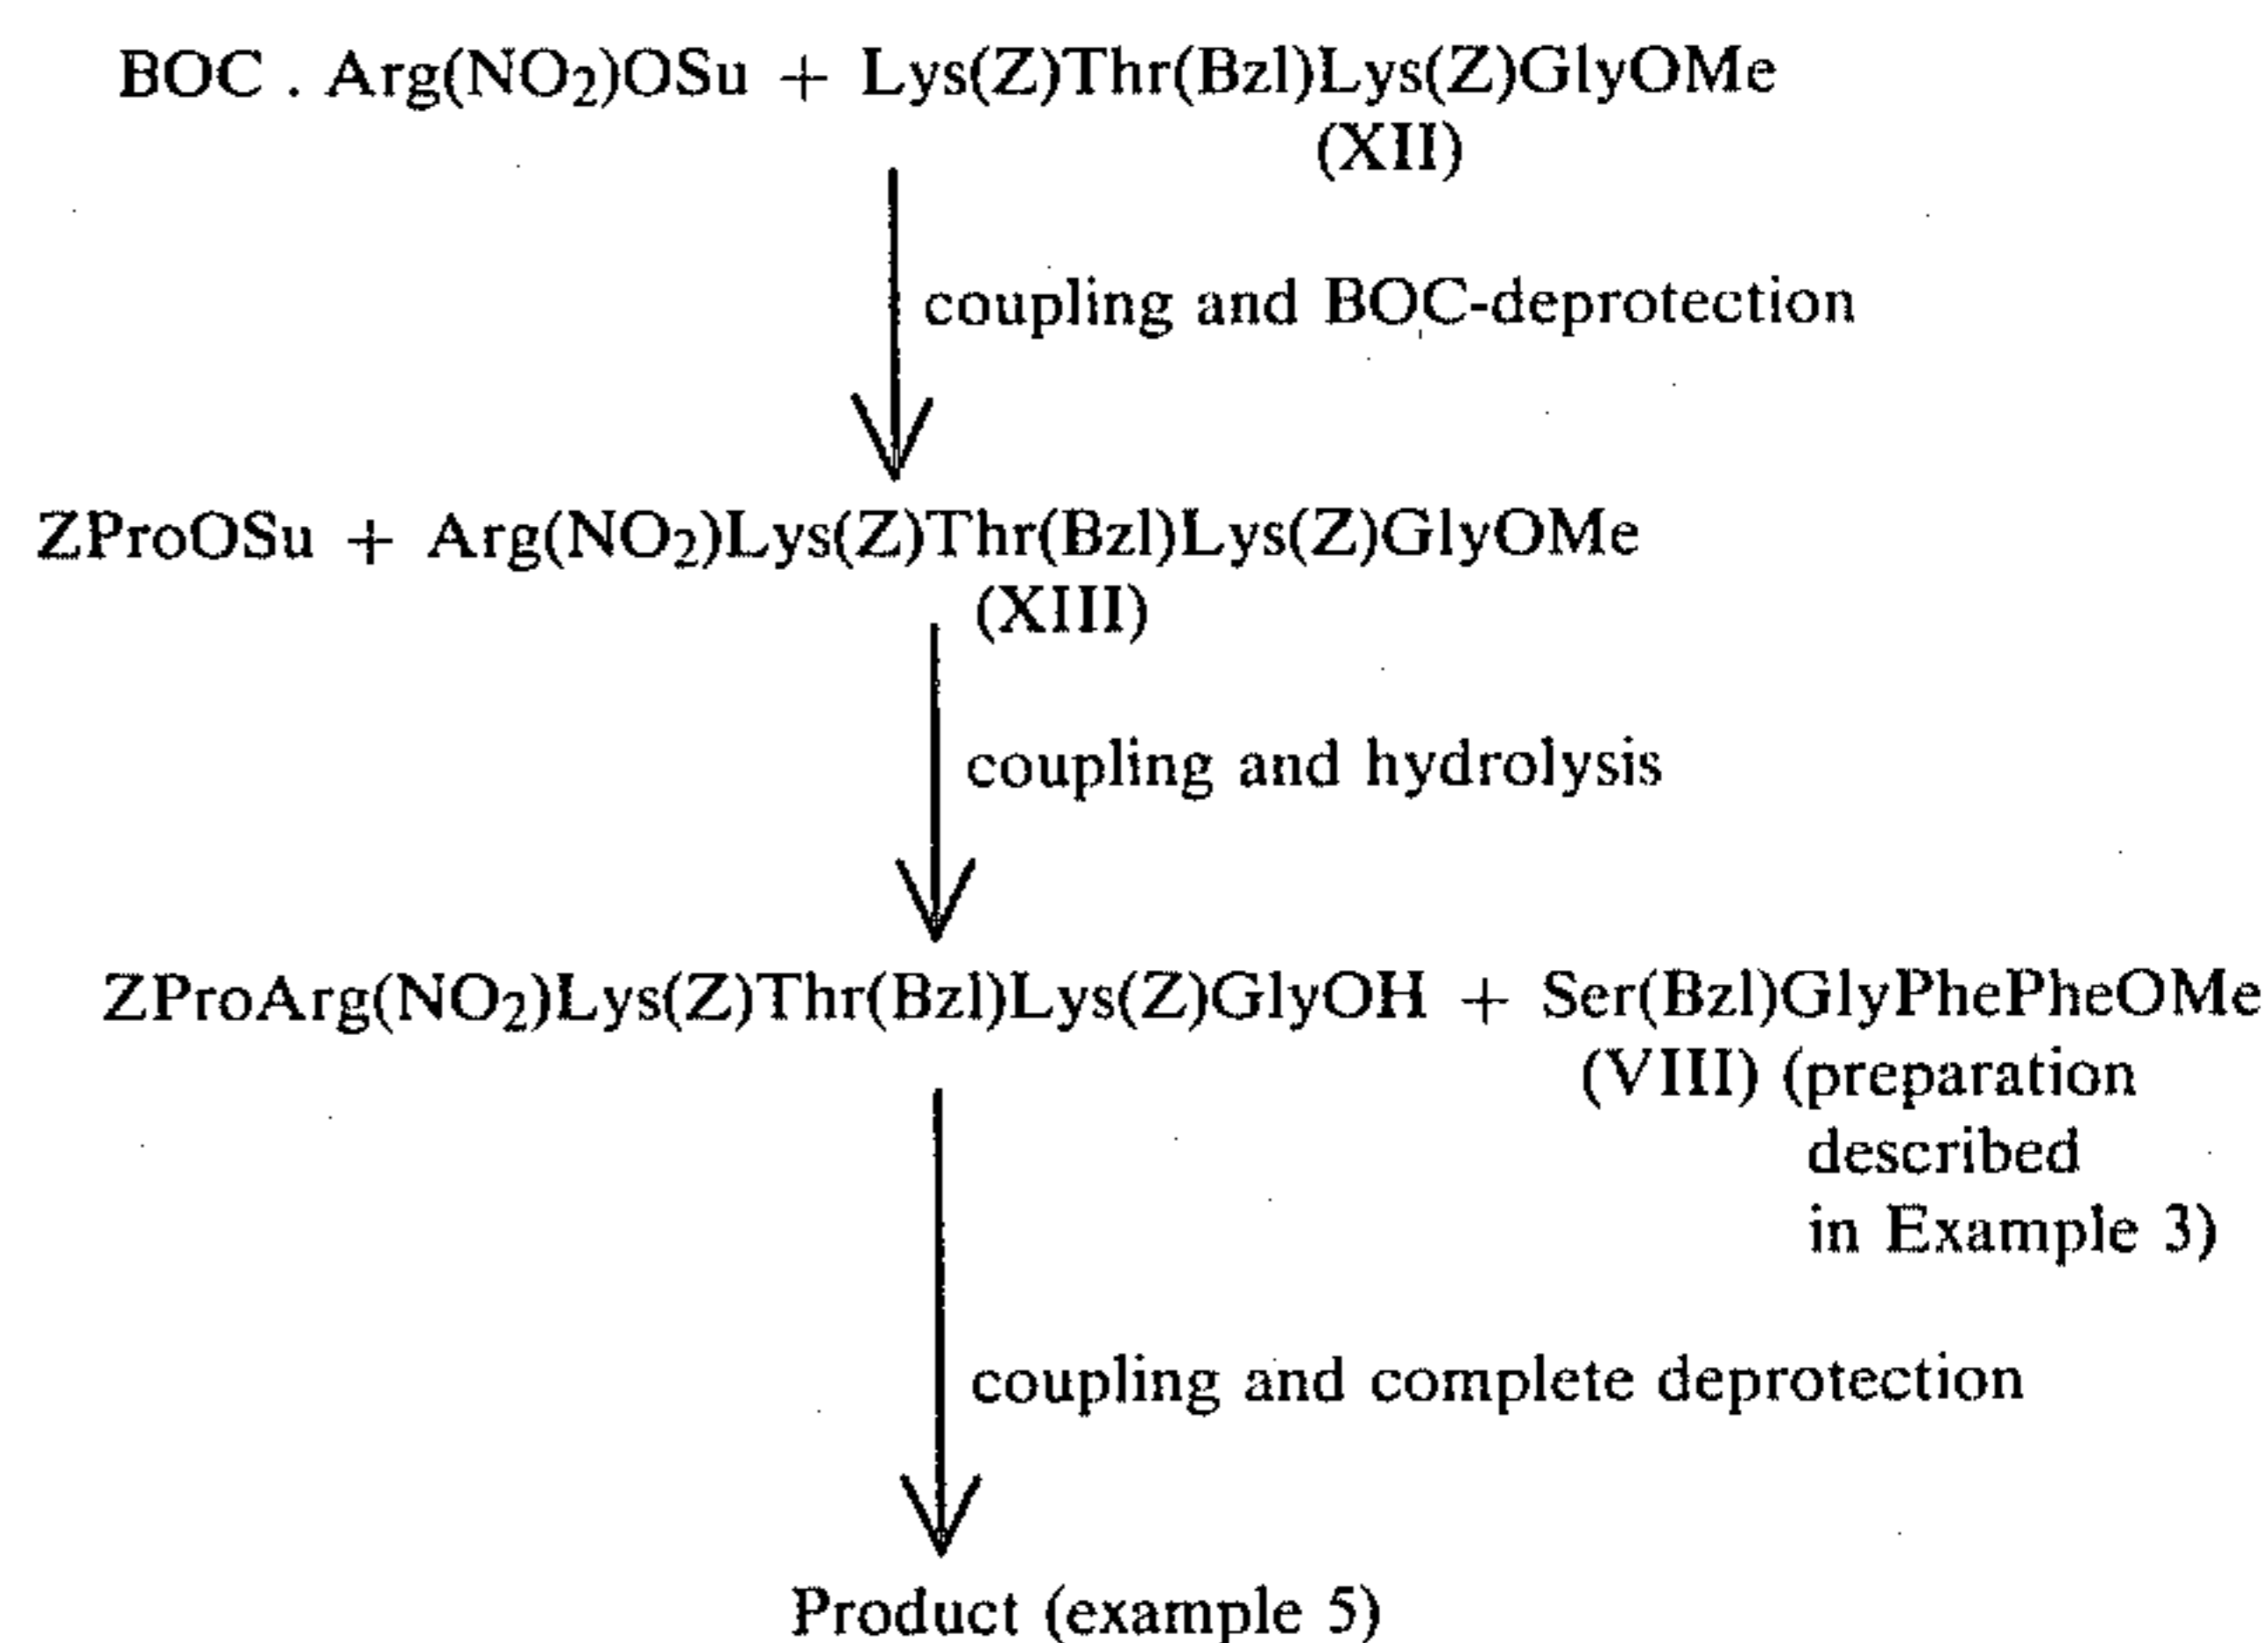 BOC . Arg(NO₂)OSu + Lys(Z)Thr(Bzl)Lys(Z)GlyOMe
(XII)
coupling and BOC-deprotection
ZProOSu + Arg(NO₂)Lys(Z)Thr(Bzl)Lys(Z)GlyOMe
(XIII)
coupling and hydrolysis
ZProArg(NO₂)Lys(Z)Thr(Bzl)Lys(Z)GlyOH + Ser(Bzl)GlyPhePheOMe
(VIII) (preparation
described
in Example 3)
coupling and complete deprotection
Product (example 5)